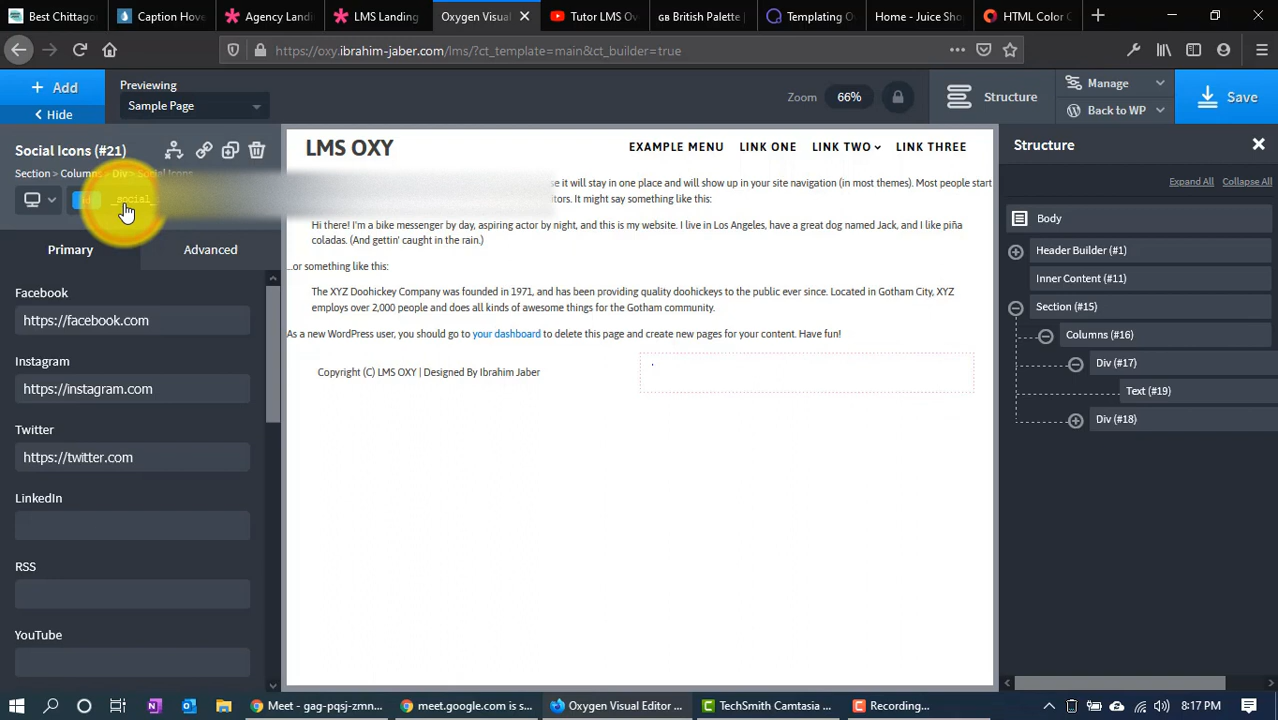 Best Chittago
Caption Hove
Agency Landi
LMS Landing
Oxygen Visual
Tutor LMS Ov
GB British Palette |
Templating Ov
Home - Juice Sho
HTML Color C
https://oxy.ibrahim-jaber.com/lms/?ct_template=main&ct_builder=true
+ Add
Hide
Previewing
Sample Page
Zoom 66%
Structure
Manage
Back to WP
Save
Social Icons (#21)
Section > Columns > Div > Social Icons
_social_
Primary
Advanced
Facebook
https://facebook.com
Instagram
https://instagram.com
Twitter
https://twitter.com
LinkedIn
RSS
YouTube
LMS OXY
EXAMPLE MENU LINK ONE LINK TWO LINK THREE
it will stay in one place and will show up in your site navigation (in most themes). Most people start
It might say something like this:
Hi there! I'm a bike messenger by day, aspiring actor by night, and this is my website. I live in Los Angeles, have a great dog named Jack, and I like piña
coladas. (And gettin' caught in the rain.)
...or something like this:
The XYZ Doohickey Company was founded in 1971, and has been providing quality doohickeys to the public ever since. Located in Gotham City, XYZ
employs over 2,000 people and does all kinds of awesome things for the Gotham community.
As a new WordPress user, you should go to your dashboard to delete this page and create new pages for your content. Have fun!
Copyright (C) LMS OXY | Designed By Ibrahim Jaber
Structure
Expand All Collapse All
Body
Header Builder (#1)
Inner Content (#11)
Section (#15)
Columns (#16)
Div (#17)
Text (#19)
Div (#18)
Meet - gag-psqj-zmn...
meet.google.com is s...
Oxygen Visual Editor ...
TechSmith Camtasia ...
Recording...
8:17 PM